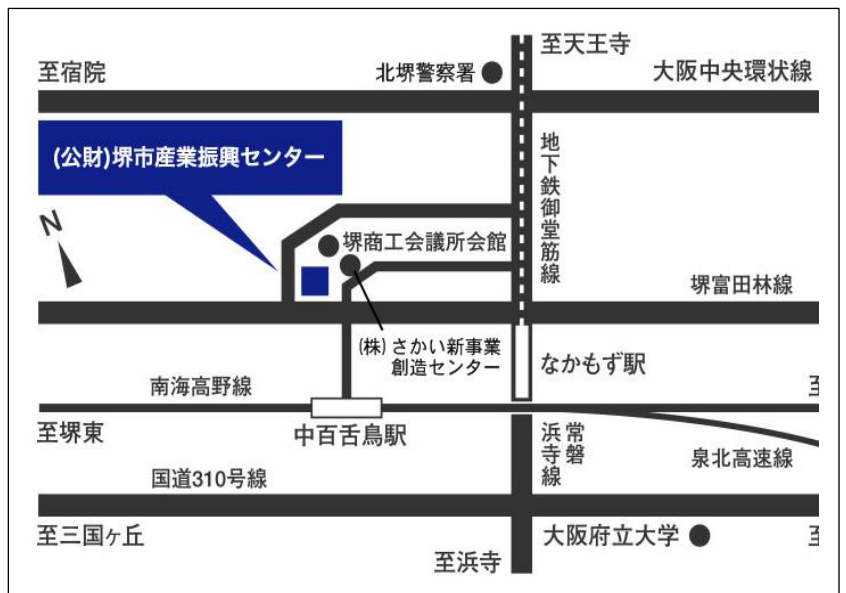 至天王寺
至宿院
北堺警察署
大阪中央環状線
(公財)堺市産業振興センター
地下鉄御堂筋線
N
堺商工会議所会館
堺富田林線
(株)さかい新事業
創造センター
なかもず駅
南海高野線
至堺東
中百舌鳥駅
常磐
浜寺線
泉北高速線
国道310号線
至三国ヶ丘
大阪府立大学
至浜寺